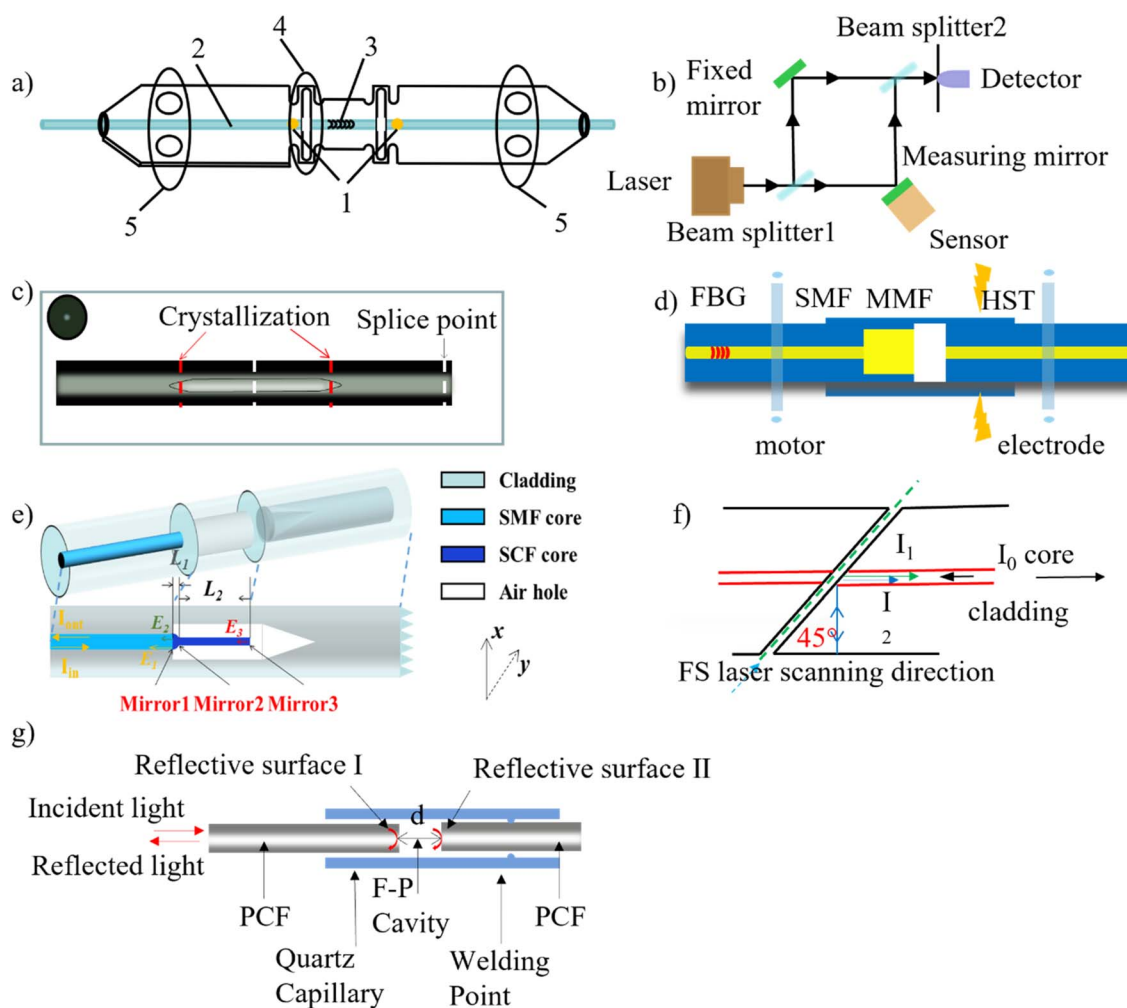 a)
2
4
3
1
5
5
b)
Beam splitter2
Fixed
mirror
Detector
Measuring mirror
Laser
Beam splitter1
Sensor
c)
Crystallization
Splice point
d)
FBG
SMF
MMF
HST
motor
electrode
e)
L1
L2
Iout
Iin
E2
E1
E3
Mirror1
Mirror2
Mirror3
x
y
Cladding
SMF core
SCF core
Air hole
f)
I1
I0 core
I
2
cladding
45°
FS laser scanning direction
g)
Reflective surface I
Reflective surface II
Incident light
d
Reflected light
PCF
F-P
Cavity
PCF
Quartz
Capillary
Welding
Point